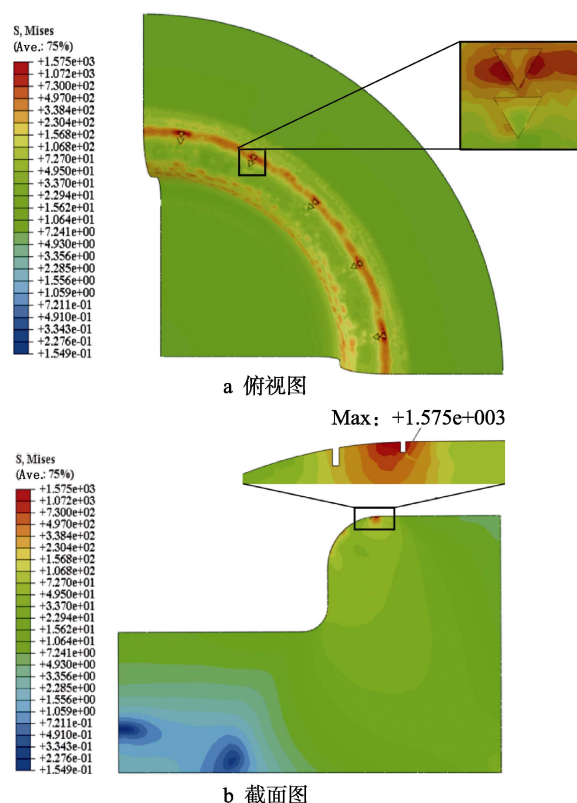 S, Mises
(Ave.: 75%)
+1.575e+03
+1.072e+03
+7.300e+02
+4.970e+02
+3.384e+02
+2.304e+02
+1.568e+02
+1.068e+02
+7.270e+01
+4.950e+01
+3.370e+01
+2.294e+01
+1.562e+01
+1.064e+01
+7.241e+00
+4.930e+00
+3.356e+00
+2.285e+00
+1.556e+00
+1.059e+00
+7.211e-01
+4.910e-01
+3.343e-01
+2.276e-01
+1.549e-01
a 俯视图
Max：+1.575e+003
S, Mises
(Ave.: 75%)
+1.575e+03
+1.072e+03
+7.300e+02
+4.970e+02
+3.384e+02
+2.304e+02
+1.568e+02
+1.068e+02
+7.270e+01
+4.950e+01
+3.370e+01
+2.294e+01
+1.562e+01
+1.064e+01
+7.241e+00
+4.930e+00
+3.356e+00
+2.285e+00
+1.556e+00
+1.059e+00
+7.211e-01
+4.910e-01
+3.343e-01
+2.276e-01
+1.549e-01
b 截面图